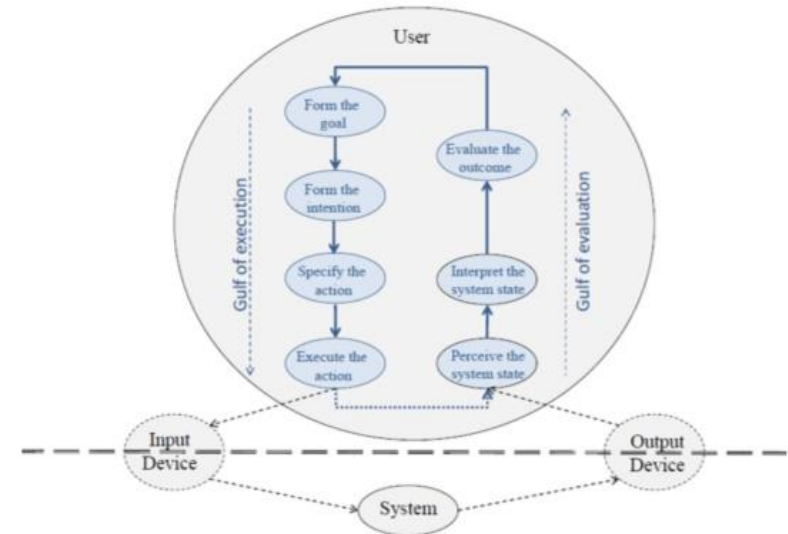 User
Form the
goal
Form the
intention
Specify the
action
Execute the
action
Evaluate the
outcome
Interpret the
system state
Perceive the
system state
Gulf of execution
Gulf of evaluation
Input
Device
Output
Device
System